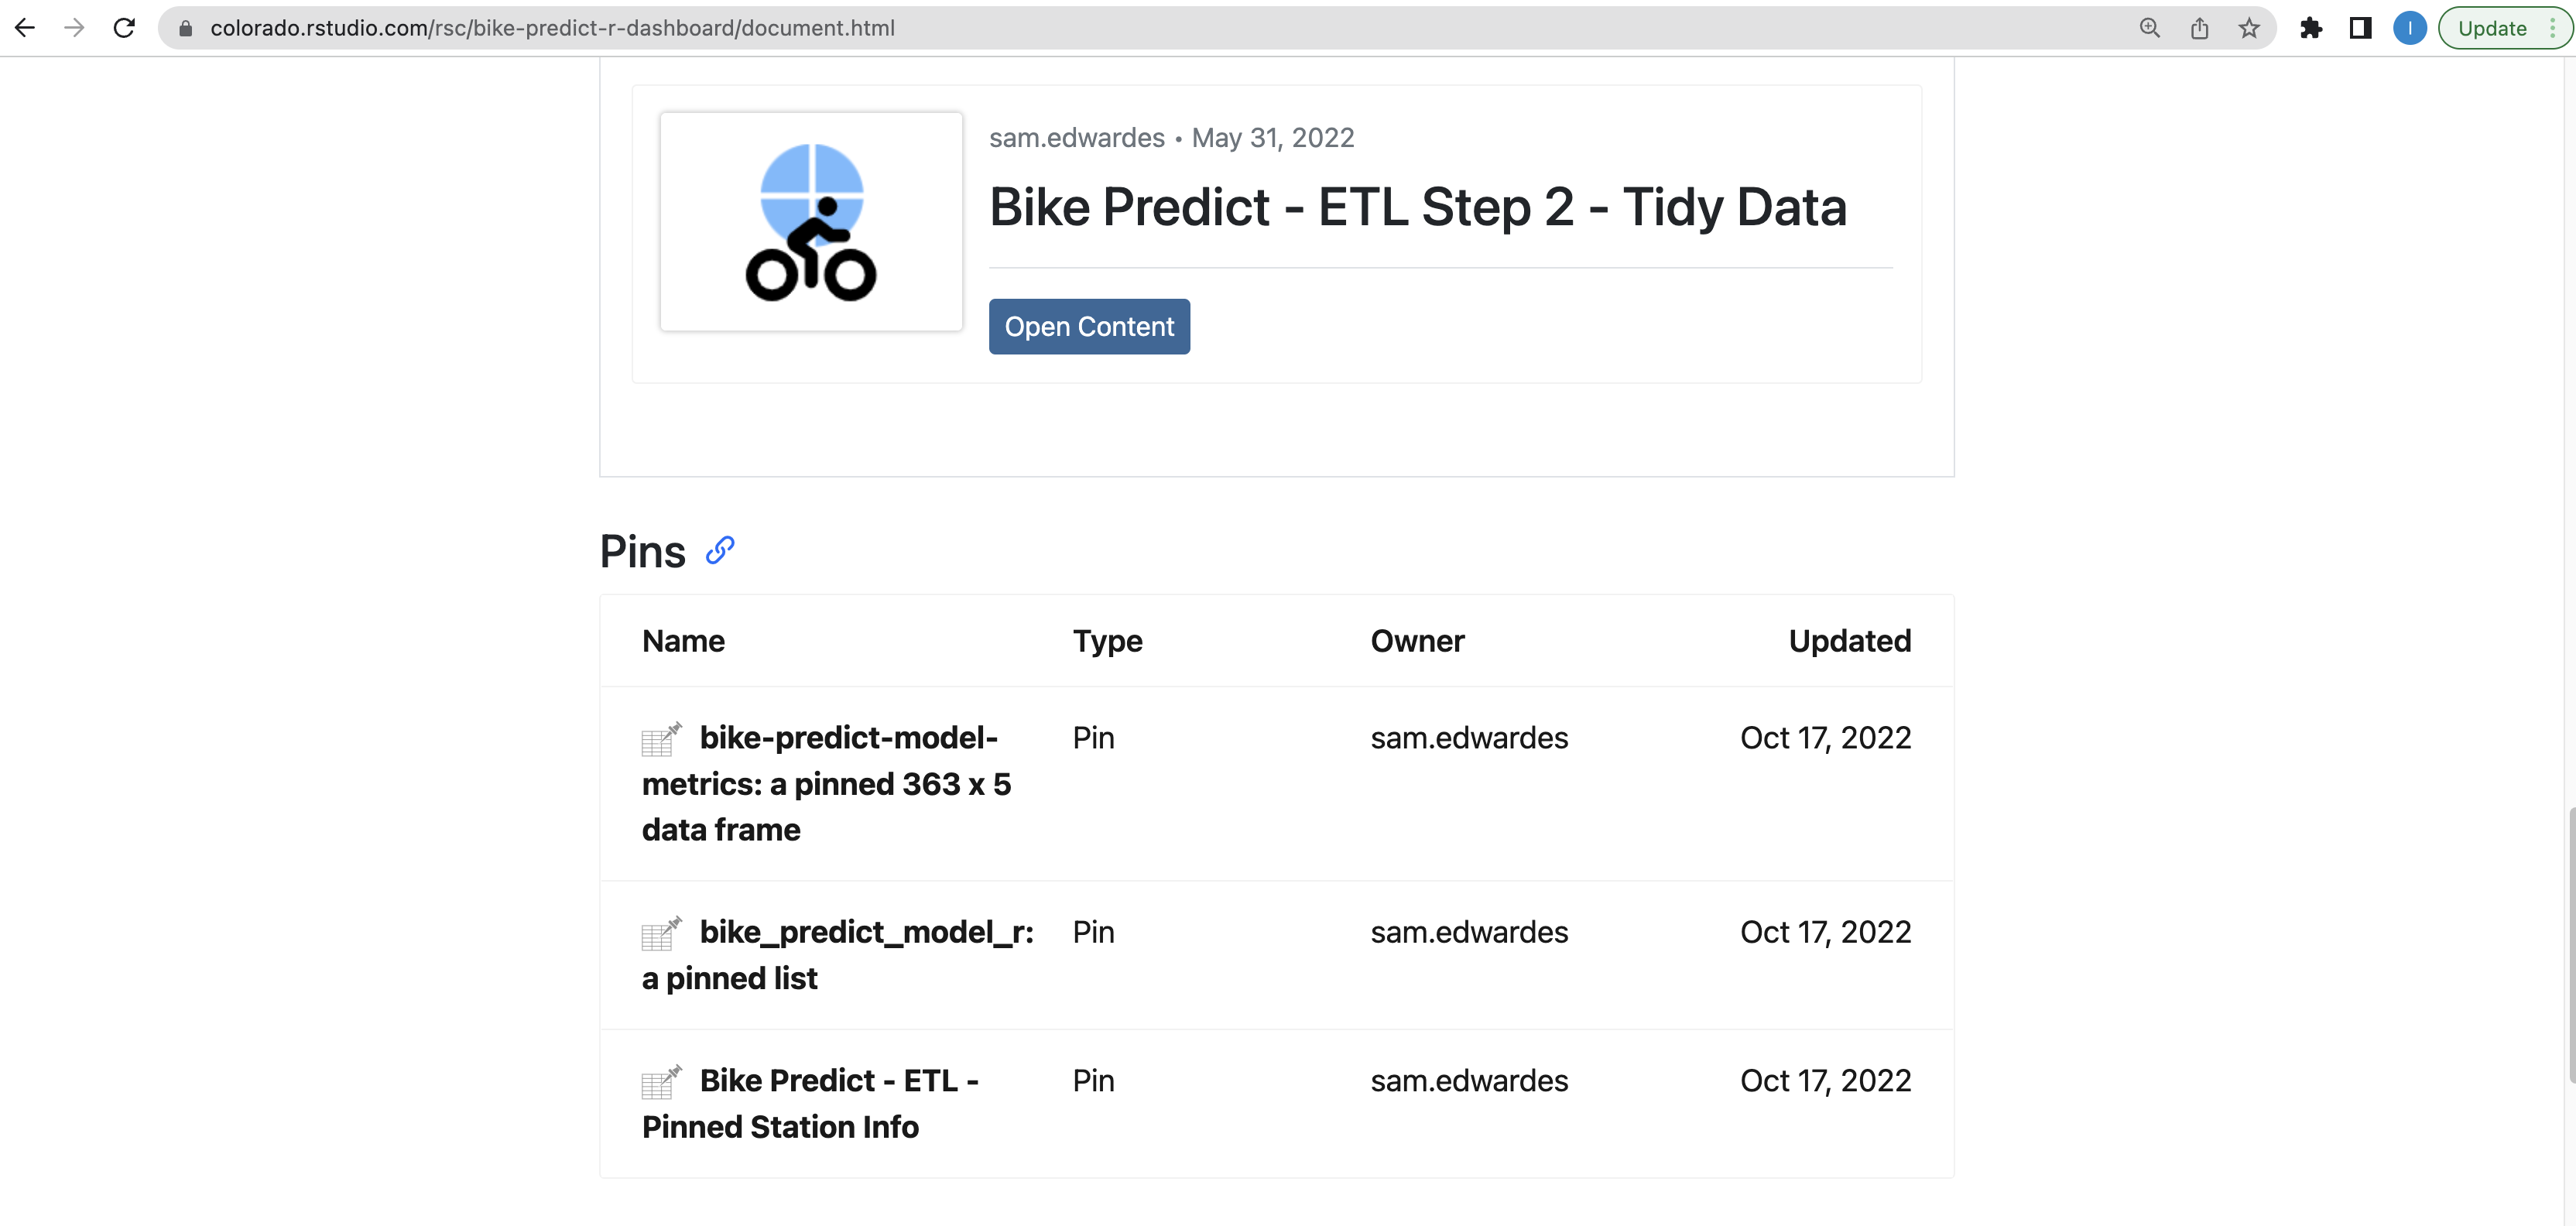 colorado.rstudio.com/rsc/bike-predict-r-dashboard/document.html
I
Update
sam.edwardes • May 31, 2022
Bike Predict - ETL Step 2 - Tidy Data
Open Content
Pins
Name Type Owner Updated
bike-predict-model- Pin sam.edwardes Oct 17, 2022
metrics: a pinned 363 x 5
data frame
bike_predict_model_r: Pin sam.edwardes Oct 17, 2022
a pinned list
Bike Predict - ETL - Pin sam.edwardes Oct 17, 2022
Pinned Station Info